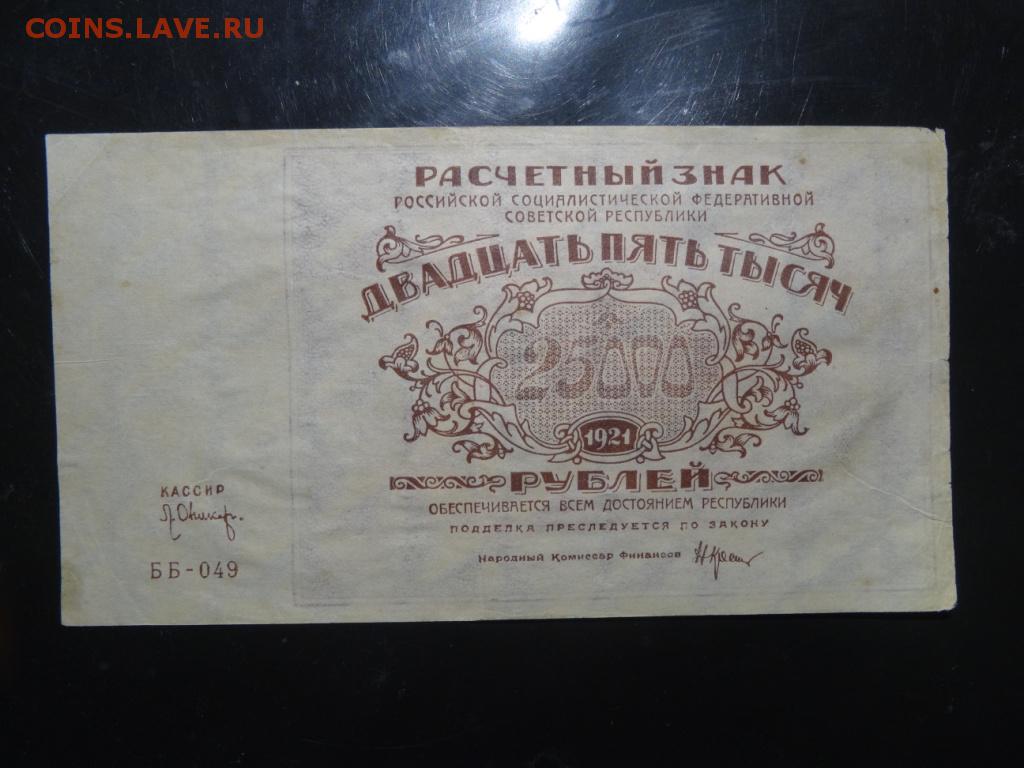 COINS.LAVE.RU
РАСЧЕТНЫЙ ЗНАК
РОССИЙСКОЙ СОЦИАЛИСТИЧЕСКОЙ ФЕДЕРАТИВНОЙ
СОВЕТСКОЙ РЕСПУБЛИКИ
ДВАДЦАТЬ ПЯТЬ ТЫСЯЧ
25000
1921
РУБЛЕЙ
ОБЕСПЕЧИВАЕТСЯ ВСЕМ ДОСТОЯНИЕМ РЕСПУБЛИКИ
ПОДДЕЛКА ПРЕСЛЕДУЕТСЯ ПО ЗАКОНУ
Народный Комиссар Финансов
КАССИР
ББ-049